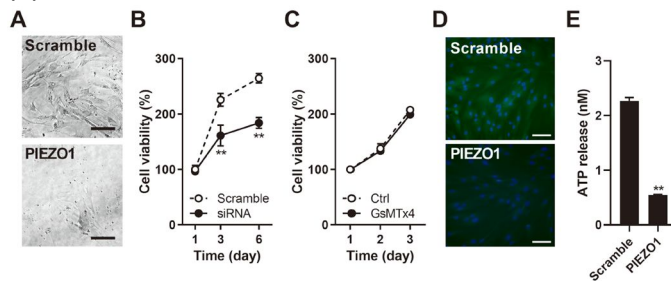 A
Scramble
PIEZO1
B
Cell viability (%)
300
200
100
0
1 3 6
Time (day)
Scramble
siRNA
**
**
C
Cell viability (%)
300
200
100
0
1 2 3
Time (day)
Ctrl
GsMTx4
D
Scramble
PIEZO1
E
ATP release (nM)
3
2
1
0
**
Scramble
PIEZO1